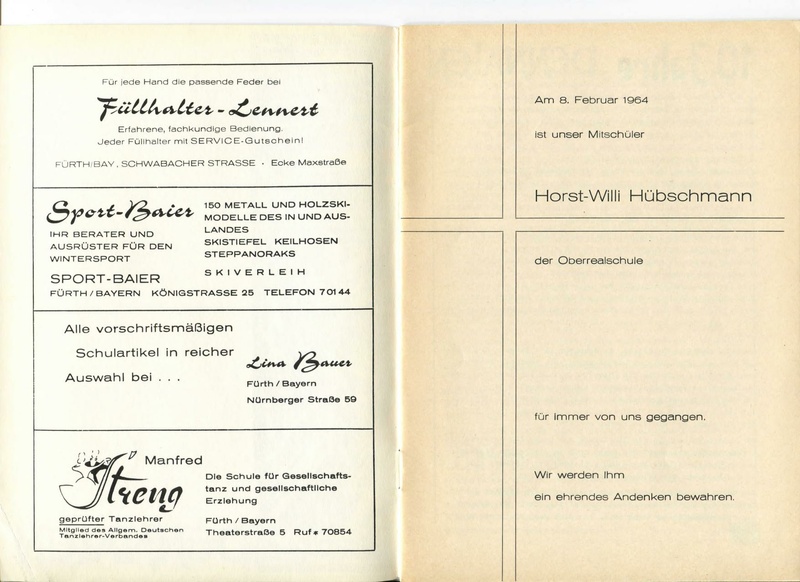 Für jede Hand die passende Feder bei
Füllhalter-Lennert
Erfahrene, fachkundige Bedienung.
Jeder Füllhalter mit SERVICE-Gutschein!
FÜRTH/BAY., SCHWABACHER STRASSE · Ecke Maxstraße
Sport-Baier
IHR BERATER UND
AUSRÜSTER FÜR DEN
WINTERSPORT
150 METALL UND HOLZSKI-
MODELLE DES IN UND AUS-
LANDES
SKISTIEFEL KEILHOSEN
STEPPANORAKS
SKIVERLEIH
SPORT-BAIER
FÜRTH/BAYERN KÖNIGSTRASSE 25 TELEFON 70144
Alle vorschriftsmäßigen
Schulartikel in reicher
Auswahl bei . . .
Lina Bauer
Fürth/Bayern
Nürnberger Straße 59
Manfred
Streng
geprüfter Tanzlehrer
Mitglied des Allgem. Deutschen
Tanzlehrer-Verbandes
Die Schule für Gesellschafts-
tanz und gesellschaftliche
Erziehung
Fürth/Bayern
Theaterstraße 5 Ruf * 70854
Am 8. Februar 1964
ist unser Mitschüler
Horst-Willi Hübschmann
der Oberrealschule
für immer von uns gegangen.
Wir werden Ihm
ein ehrendes Andenken bewahren.